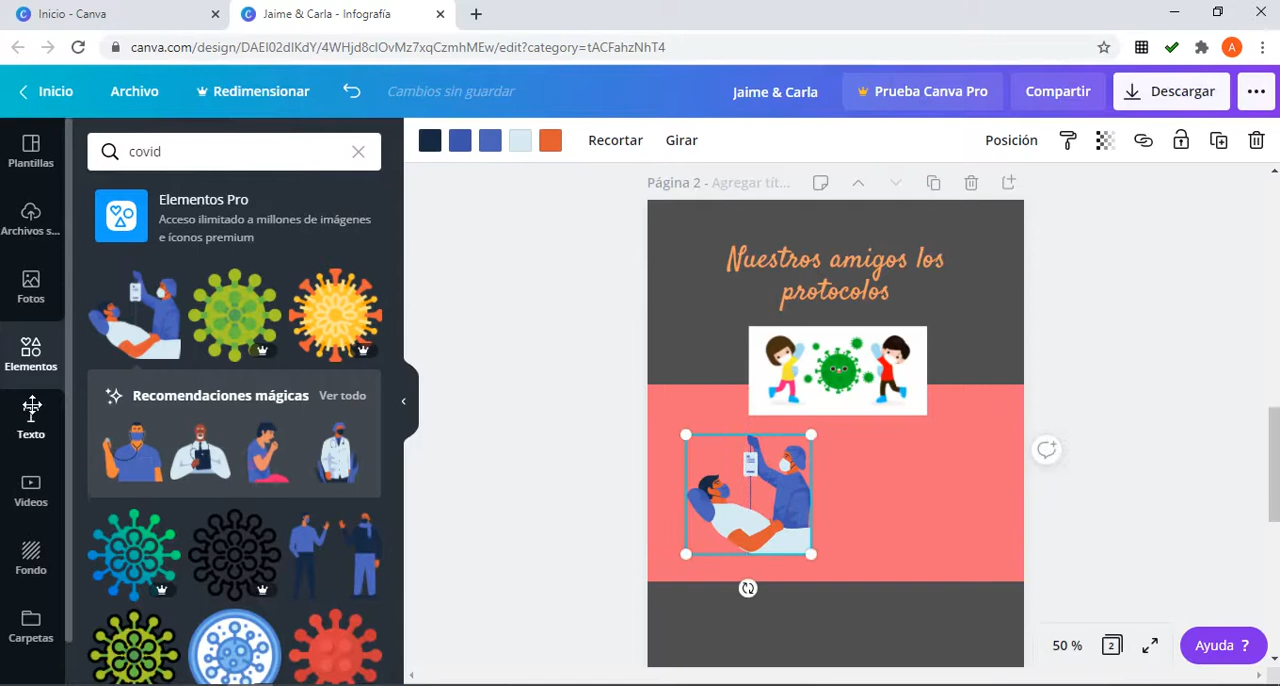 Inicio - Canva
Jaime & Carla - Infografía
canva.com/design/DAEl02dIKdY/4WHjd8clOvMz7xqCzmhMEw/edit?category=tACFahzNhT4
A
Inicio
Archivo
Redimensionar
Cambios sin guardar
Jaime & Carla
Prueba Canva Pro
Compartir
Descargar
Plantillas
Archivos s...
Fotos
Elementos
Texto
Videos
Fondo
Carpetas
covid
Elementos Pro
Acceso ilimitado a millones de imágenes
e íconos premium
Recomendaciones mágicas
Ver todo
Recortar
Girar
Posición
Página 2 - Agregar tít...
Nuestros amigos los
protocolos
50 %
2
Ayuda ?